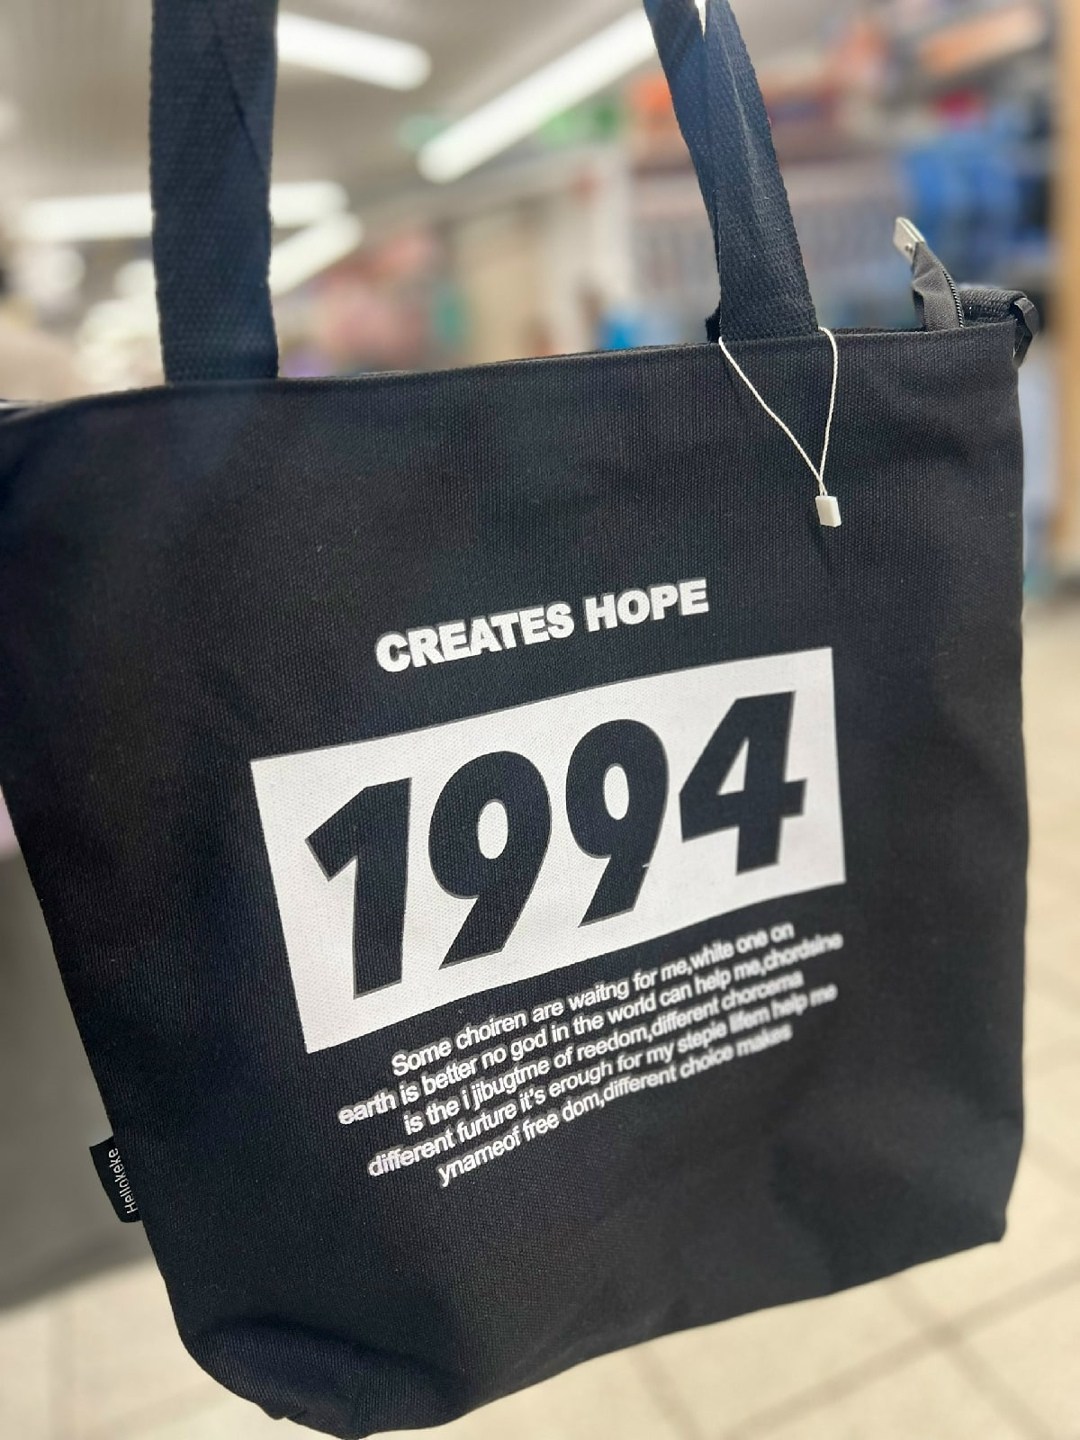 CREATES HOPE
1994
Some choiren are waitng for me,while one on
earth is better no god in the world can help me,chordsine
is the i jibugtme of reedom,different chorcema
different furture it's erough for my stepie lifem help me
ynameof free dom,different choice makes
Hellokeke